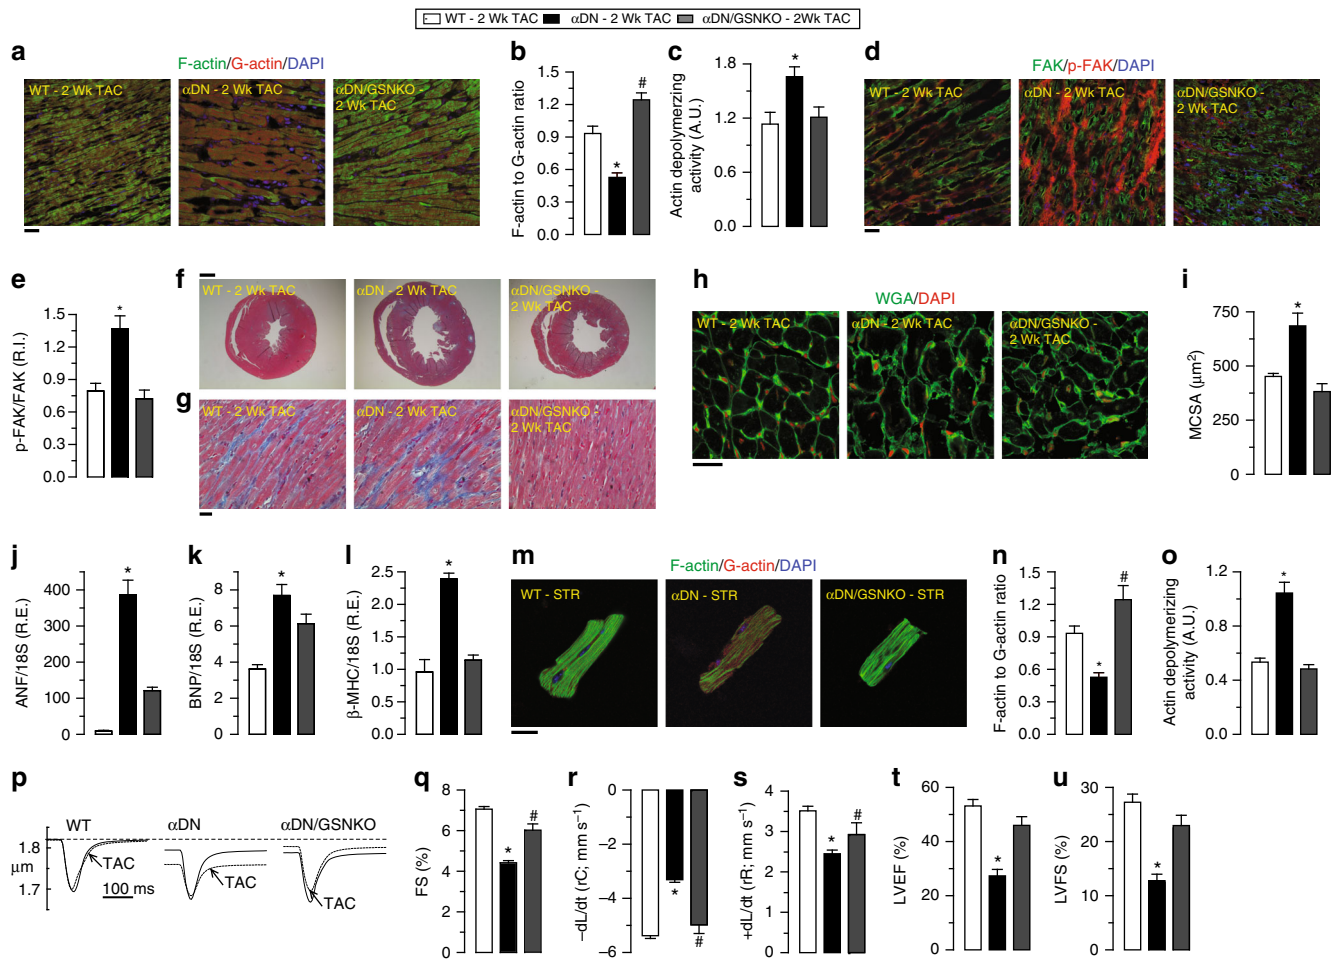 WT - 2 Wk TAC αDN - 2 Wk TAC αDN/GSNKO - 2Wk TAC
a
F-actin/G-actin/DAPI
WT - 2 Wk TAC
αDN - 2 Wk TAC
αDN/GSNKO -
2 Wk TAC
b
F-actin to G-actin ratio
1.5
1.2
0.9
0.6
0.3
0.0
*
#
c
Actin depolymerizing
activity (A.U.)
1.8
1.2
0.6
0.0
*
d
FAK/p-FAK/DAPI
WT - 2 Wk TAC
αDN - 2 Wk TAC
αDN/GSNKO -
2 Wk TAC
e
p-FAK/FAK (R.I.)
1.5
1.2
0.9
0.6
0.3
0.0
*
f
WT - 2 Wk TAC
αDN - 2 Wk TAC
αDN/GSNKO -
2 Wk TAC
g
WT - 2 Wk TAC
αDN - 2 Wk TAC
αDN/GSNKO -
2 Wk TAC
h
WGA/DAPI
WT - 2 Wk TAC
αDN - 2 Wk TAC
αDN/GSNKO -
2 Wk TAC
i
MCSA (μm²)
750
500
250
0
*
j
ANF/18S (R.E.)
400
300
200
100
0
*
k
BNP/18S (R.E.)
8
6
4
2
0
*
l
β-MHC/18S (R.E.)
2.5
2.0
1.5
1.0
0.5
0.0
*
m
F-actin/G-actin/DAPI
WT - STR
αDN - STR
αDN/GSNKO - STR
n
F-actin to G-actin ratio
1.5
1.2
0.9
0.6
0.3
0.0
*
#
o
Actin depolymerizing
activity (A.U.)
1.2
0.8
0.4
0.0
*
p
WT
αDN
αDN/GSNKO
1.8
μm
1.7
TAC
TAC
TAC
100 ms
q
FS (%)
8
6
4
2
0
*
#
r
–dL/dt (rC; mm s⁻¹)
0
–2
–4
–6
*
#
s
+dL/dt (rR; mm s⁻¹)
4
3
2
1
0
*
#
t
LVEF (%)
60
40
20
0
*
u
LVFS (%)
30
20
10
0
*